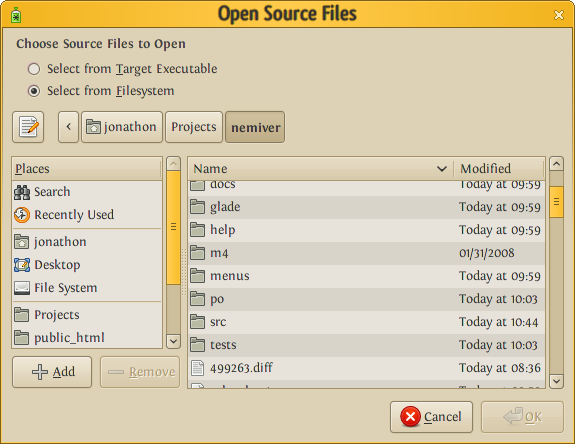 Open Source Files
Choose Source Files to Open
Select from Target Executable
Select from Filesystem
jonathon Projects nemiver
Places
Search
Recently Used
jonathon
Desktop
File System
Projects
public_html
Add Remove
Name Modified
docs Today at 09:59
glade Today at 09:59
help Today at 09:59
m4 01/31/2008
menus Today at 09:59
po Today at 10:03
src Today at 10:44
tests Today at 10:03
499263.diff Today at 08:36
Cancel OK